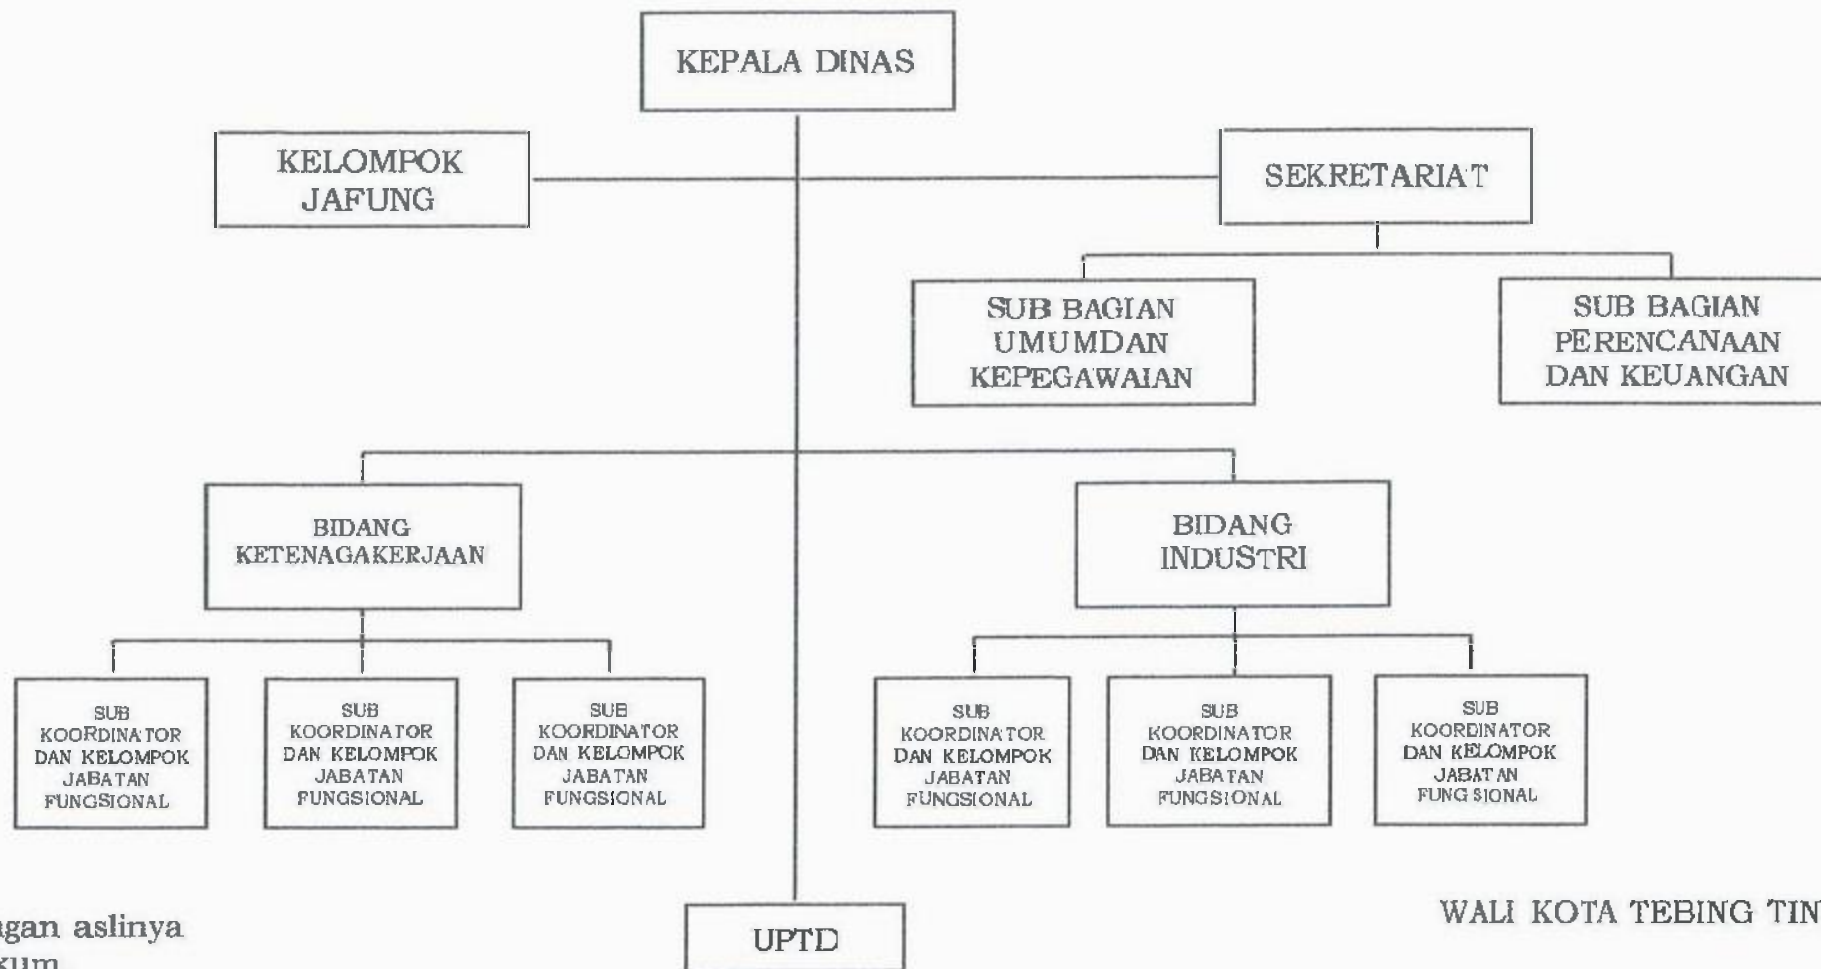 KEPALA DINAS
KELOMPOK
JAFUNG
SEKRETARIAT
SUB BAGIAN
UMUMDAN
KEPEGAWAIAN
SUB BAGIAN
PERENCANAAN
DAN KEUANGAN
BIDANG
KETENAGAKERJAAN
BIDANG
INDUSTRI
SUB
KOORDINATOR
DAN KELOMPOK
JABATAN
FUNGSIONAL
SUB
KOORDINATOR
DAN KELOMPOK
JABATAN
FUNGSIONAL
SUB
KOORDINATOR
DAN KELOMPOK
JABATAN
FUNGSIONAL
SUB
KOORDINATOR
DAN KELOMPOK
JABATAN
FUNGSIONAL
SUB
KOORDINATOR
DAN KELOMPOK
JABATAN
FUNGSIONAL
SUB
KOORDINATOR
DAN KELOMPOK
JABATAN
FUNGSIONAL
aslinya
UPTD
WALI KOTA TEBING